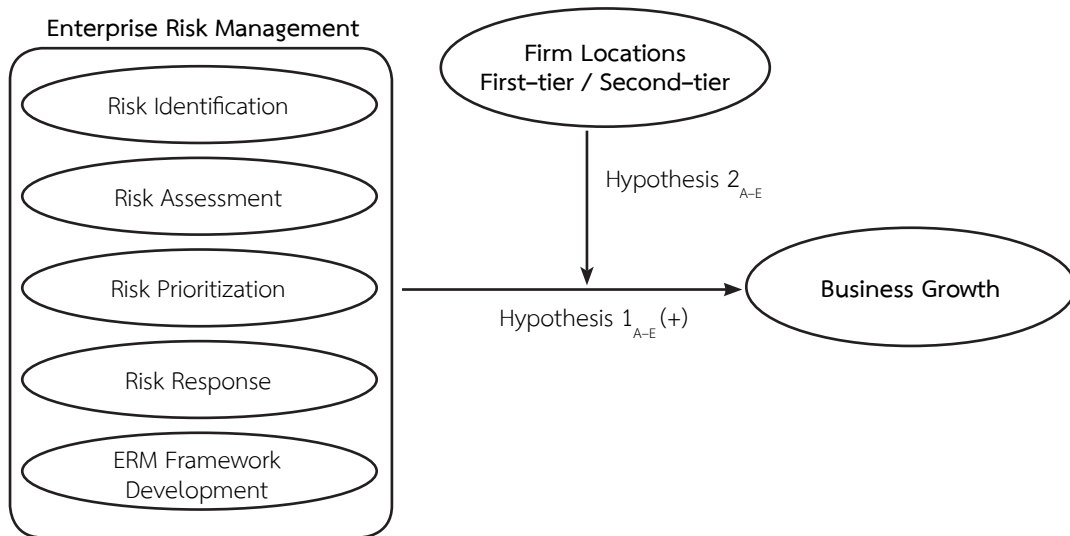 Enterprise Risk Management
Risk Identification
Risk Assessment
Risk Prioritization
Risk Response
ERM Framework
Development
Firm Locations
First-tier / Second-tier
Hypothesis 2A–E
Hypothesis 1A–E (+)
Business Growth